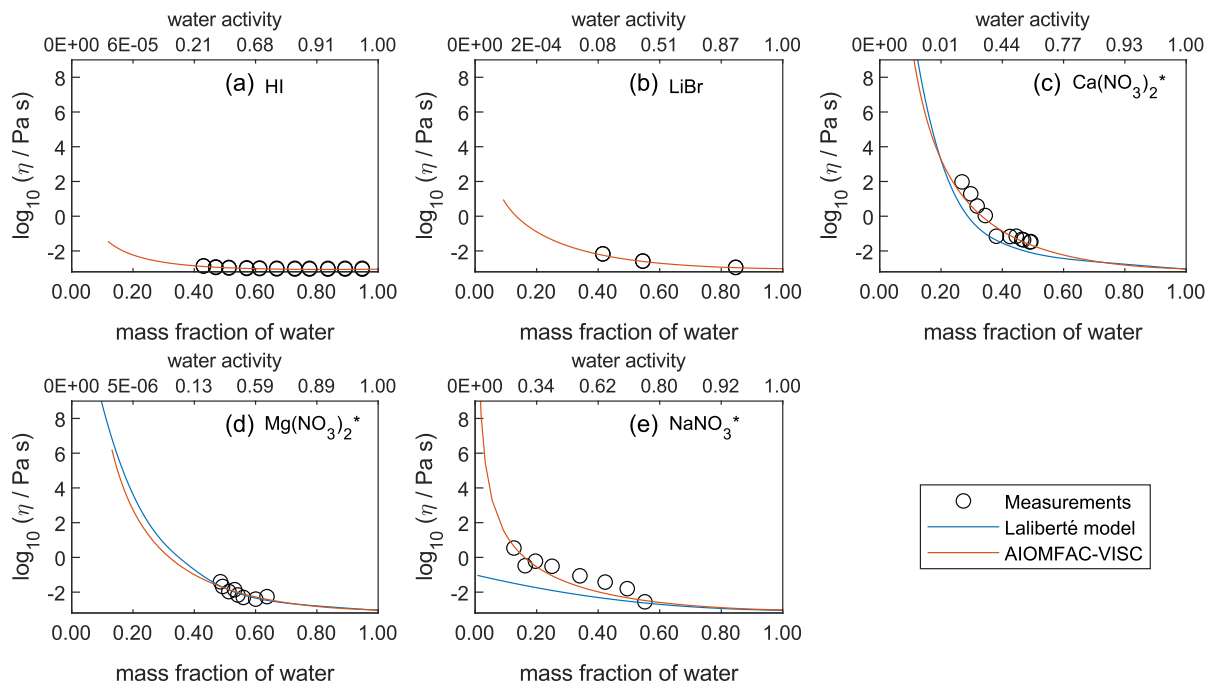 water activity
0E+00 6E-05 0.21 0.68 0.91 1.00
(a) HI
log10 (η / Pa s)
8
6
4
2
0
-2
0.00 0.20 0.40 0.60 0.80 1.00
mass fraction of water
water activity
0E+00 2E-04 0.08 0.51 0.87 1.00
(b) LiBr
log10 (η / Pa s)
8
6
4
2
0
-2
0.00 0.20 0.40 0.60 0.80 1.00
mass fraction of water
water activity
0E+00 0.01 0.44 0.77 0.93 1.00
(c) Ca(NO3)2*
log10 (η / Pa s)
8
6
4
2
0
-2
0.00 0.20 0.40 0.60 0.80 1.00
mass fraction of water
water activity
0E+00 5E-06 0.13 0.59 0.89 1.00
(d) Mg(NO3)2*
log10 (η / Pa s)
8
6
4
2
0
-2
0.00 0.20 0.40 0.60 0.80 1.00
mass fraction of water
water activity
0E+00 0.34 0.62 0.80 0.92 1.00
(e) NaNO3*
log10 (η / Pa s)
8
6
4
2
0
-2
0.00 0.20 0.40 0.60 0.80 1.00
mass fraction of water
Measurements
Laliberté model
AIOMFAC-VISC